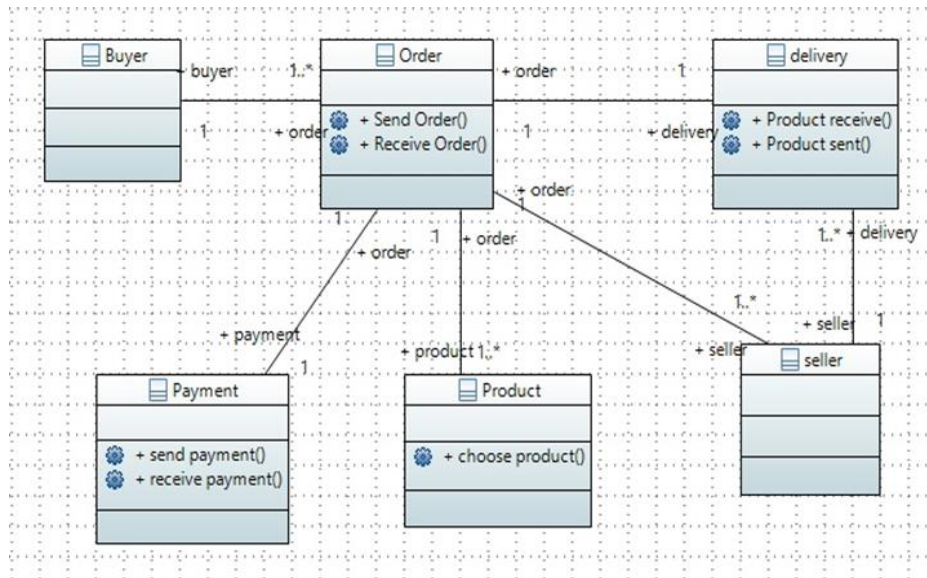 Buyer
Order
delivery
+ buyer
1..*
+ order
1
1
+ order
+ Send Order()
+ Receive Order()
1
+ delivery
+ Product receive()
+ Product sent()
+ order
1
1
+ order
1
+ order
1..*
+ delivery
1..*
+ seller
1
+ payment
1
+ product
1..*
+ seller
seller
Payment
Product
+ send payment()
+ receive payment()
+ choose product()